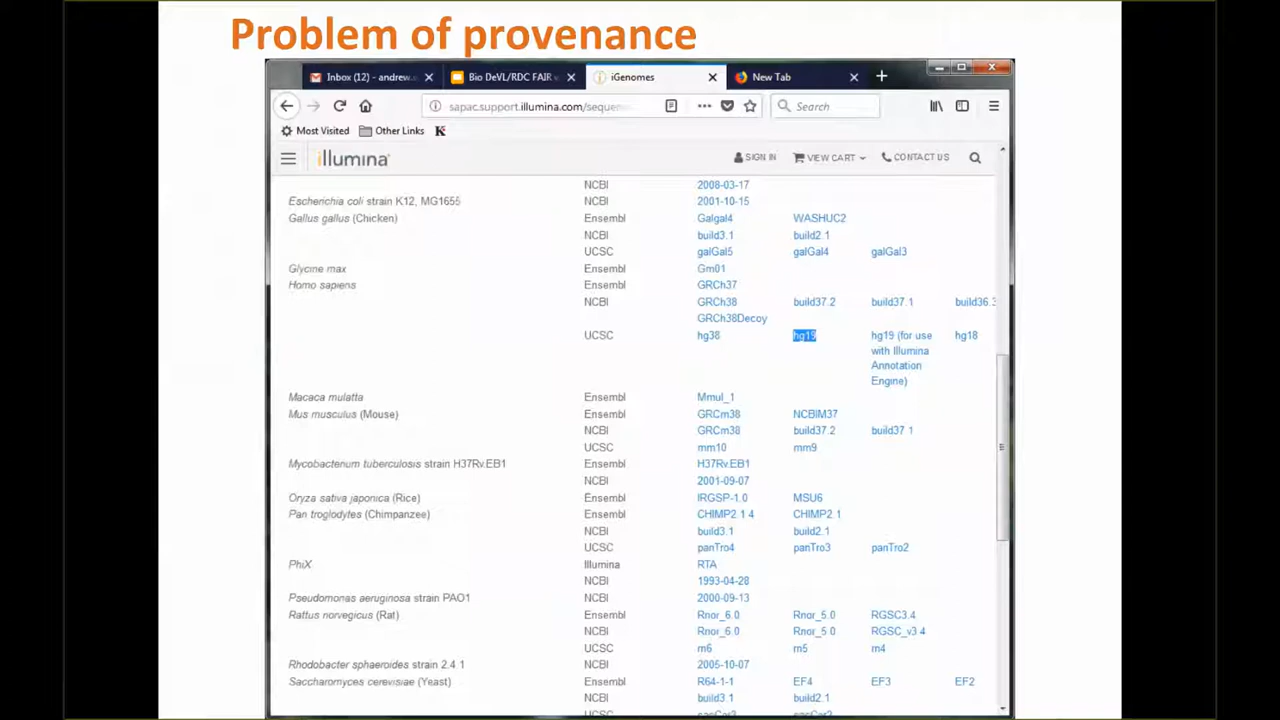 Problem of provenance
Inbox (12) - andrew.
Bio DeVL/RDC FAIR
iGenomes
New Tab
sapac.support.illumina.com/seque
Search
Most Visited
Other Links
K
illumina
SIGN IN
VIEW CART
CONTACT US
NCBI 2008-03-17
Escherichia coli strain K12, MG1655 NCBI 2001-10-15
Gallus gallus (Chicken) Ensembl Galgal4 WASHUC2
NCBI build3.1 build2.1
UCSC galGal5 galGal4 galGal3
Glycine max Ensembl Gm01
Homo sapiens Ensembl GRCh37
NCBI GRCh38 build37.2 build37.1 build36.3
GRCh38Decoy
UCSC hg38 hg19 hg19 (for use hg18
with Illumina
Annotation
Engine)
Macaca mulatta Ensembl Mmul_1
Mus musculus (Mouse) Ensembl GRCm38 NCBIM37
NCBI GRCm38 build37.2 build37.1
UCSC mm10 mm9
Mycobacterium tuberculosis strain H37Rv.EB1 Ensembl H37Rv.EB1
NCBI 2001-09-07
Oryza sativa japonica (Rice) Ensembl IRGSP-1.0 MSU6
Pan troglodytes (Chimpanzee) Ensembl CHIMP2.1.4 CHIMP2.1
NCBI build3.1 build2.1
UCSC panTro4 panTro3 panTro2
PhiX Illumina RTA
NCBI 1993-04-28
Pseudomonas aeruginosa strain PAO1 NCBI 2000-09-13
Rattus norvegicus (Rat) Ensembl Rnor_6.0 Rnor_5.0 RGSC3.4
NCBI Rnor_6.0 Rnor_5.0 RGSC_v3.4
UCSC rn6 rn5 rn4
Rhodobacter sphaeroides strain 2.4.1 NCBI 2005-10-07
Saccharomyces cerevisiae (Yeast) Ensembl R64-1-1 EF4 EF3 EF2
NCBI build3.1 build2.1
UCSC sacCer3 sacCer2